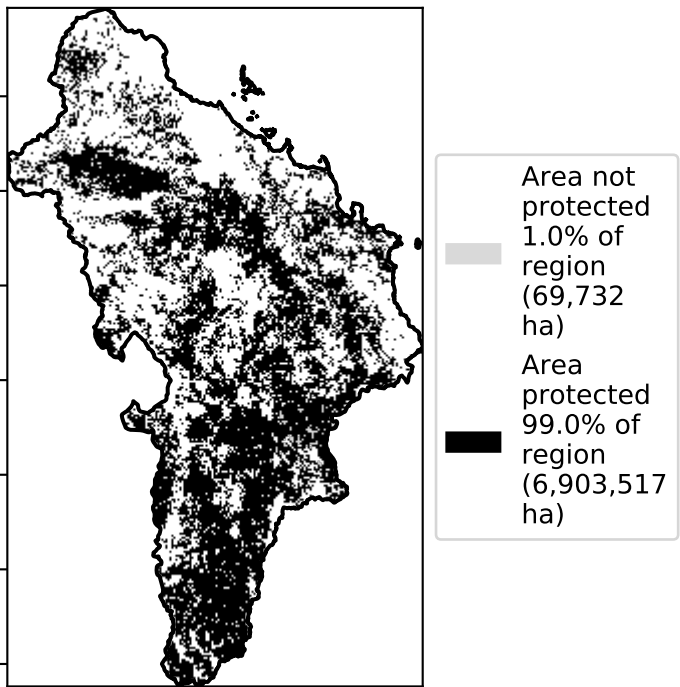 Area not
protected
1.0% of
region
(69,732
ha)
Area
protected
99.0% of
region
(6,903,517
ha)